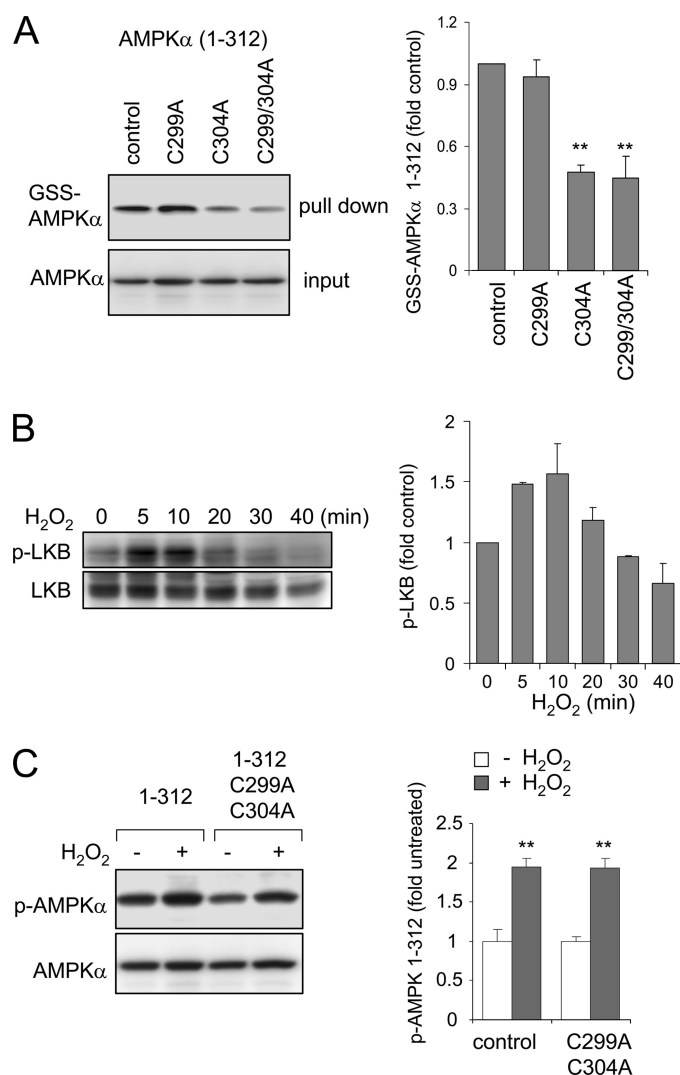 A
AMPKα (1-312)
control
C299A
C304A
C299/304A
GSS-
AMPKα
pull down
AMPKα
input
GSS-AMPKα 1-312 (fold control)
1.2
0.9
0.6
0.3
0
** **
control
C299A
C304A
C299/304A
B
H₂O₂ 0 5 10 20 30 40 (min)
p-LKB
LKB
p-LKB (fold control)
2
1.5
1
0.5
0
0 5 10 20 30 40
H₂O₂ (min)
C
1-312
1-312
C299A
C304A
H₂O₂ - + - +
p-AMPKα
AMPKα
- H₂O₂
+ H₂O₂
p-AMPK 1-312 (fold untreated)
2.5
2
1.5
1
0.5
0
** **
control
C299A
C304A